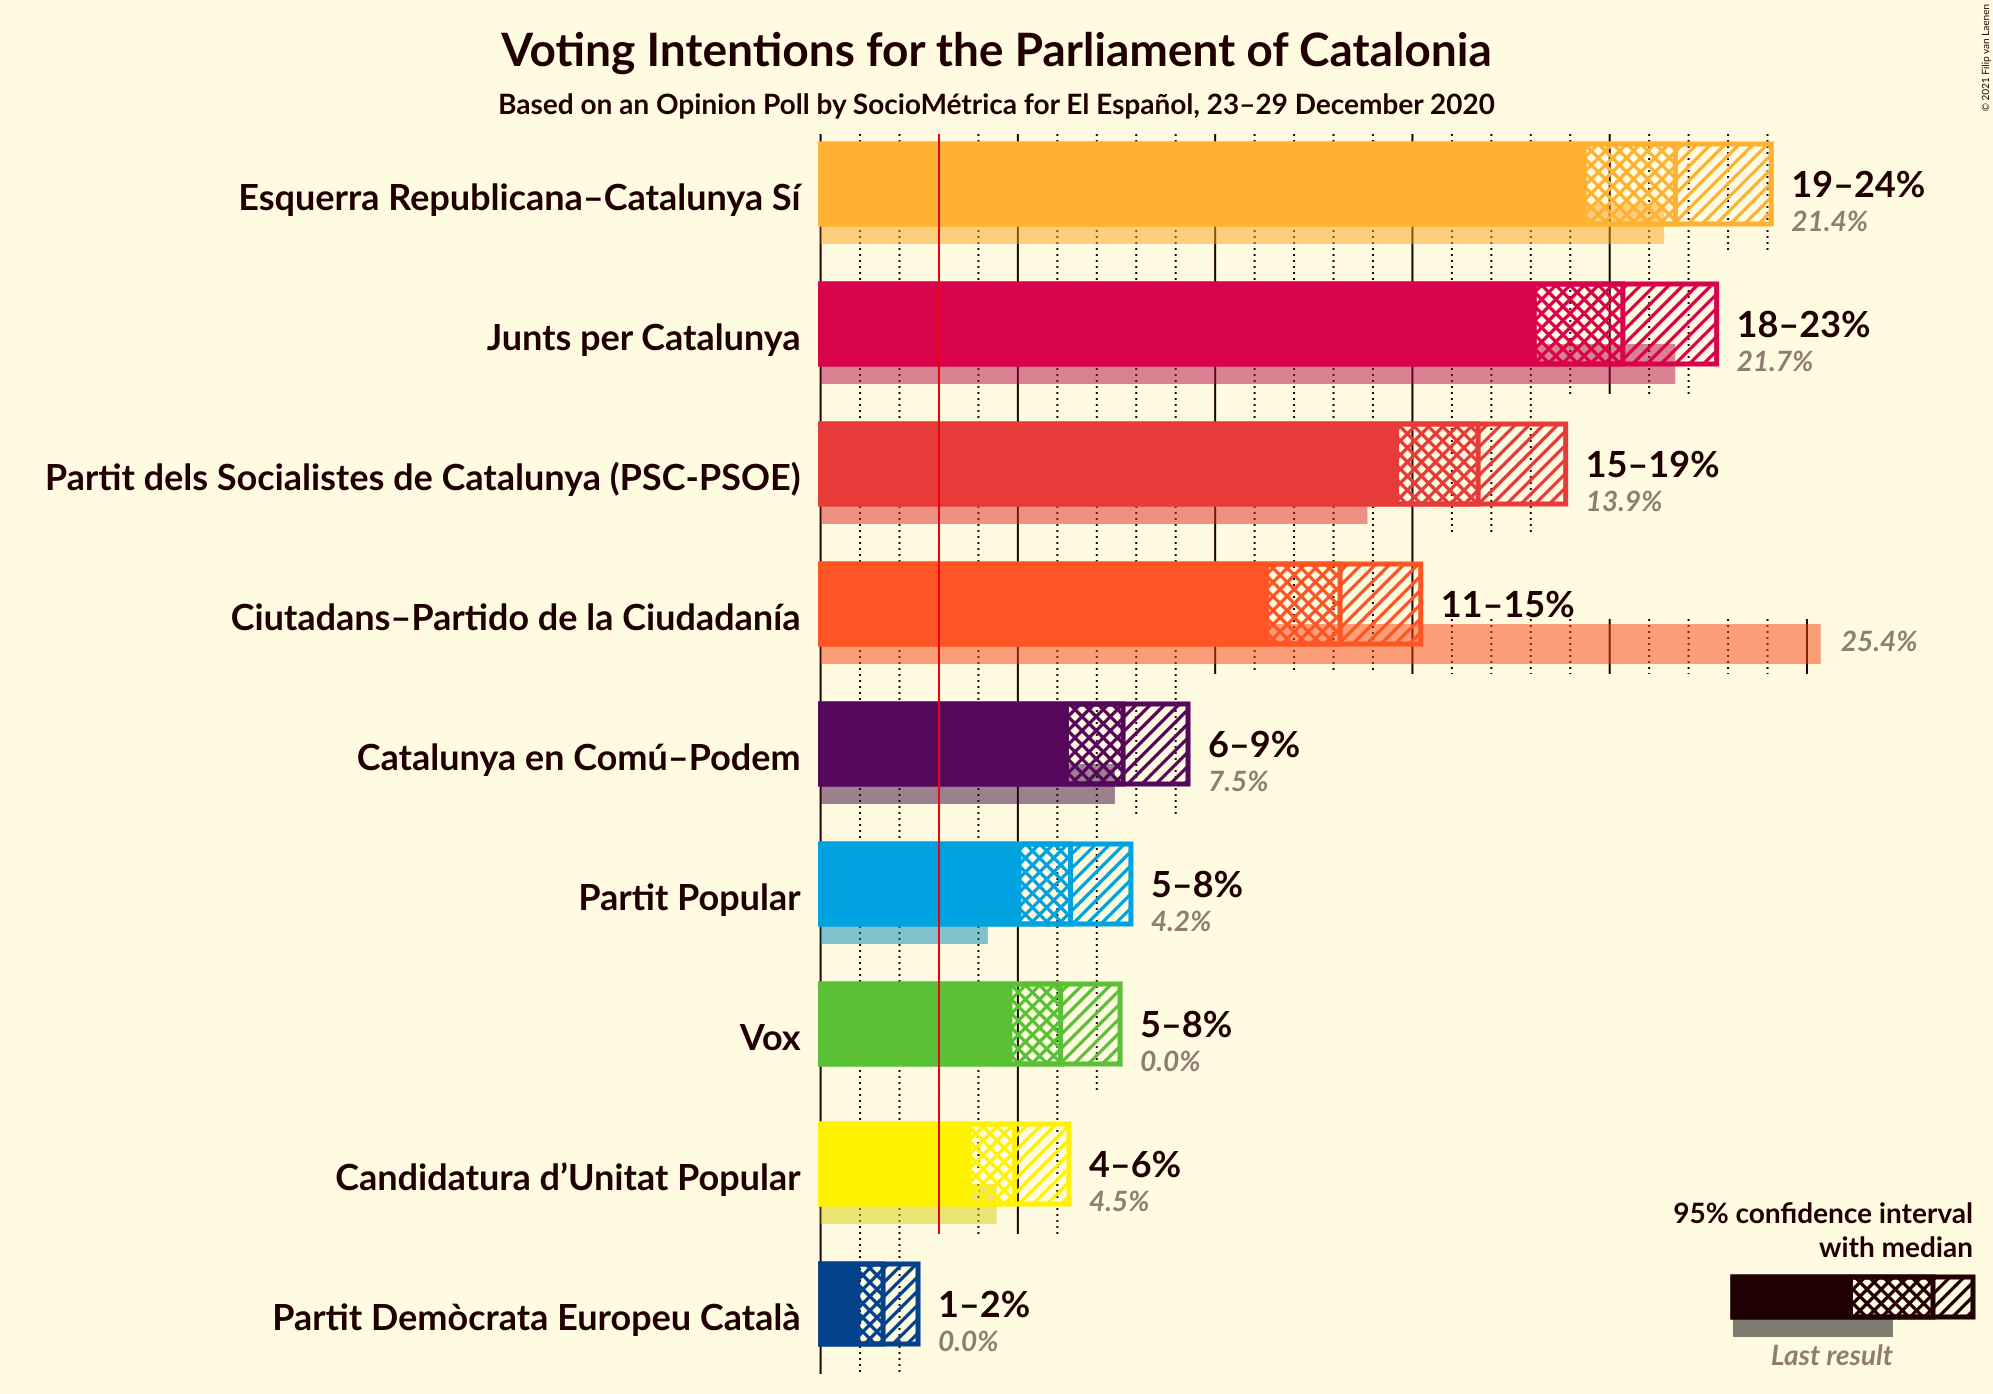 Voting Intentions for the Parliament of Catalonia
Based on an Opinion Poll by SocioMétrica for El Español, 23–29 December 2020
© 2021 Filip van Laenen
Esquerra Republicana–Catalunya Sí
19–24%
21.4%
Junts per Catalunya
18–23%
21.7%
Partit dels Socialistes de Catalunya (PSC-PSOE)
15–19%
13.9%
Ciutadans–Partido de la Ciudadanía
11–15%
25.4%
Catalunya en Comú–Podem
6–9%
7.5%
Partit Popular
5–8%
4.2%
Vox
5–8%
0.0%
Candidatura d’Unitat Popular
4–6%
4.5%
Partit Demòcrata Europeu Català
1–2%
0.0%
95% confidence interval
with median
Last result